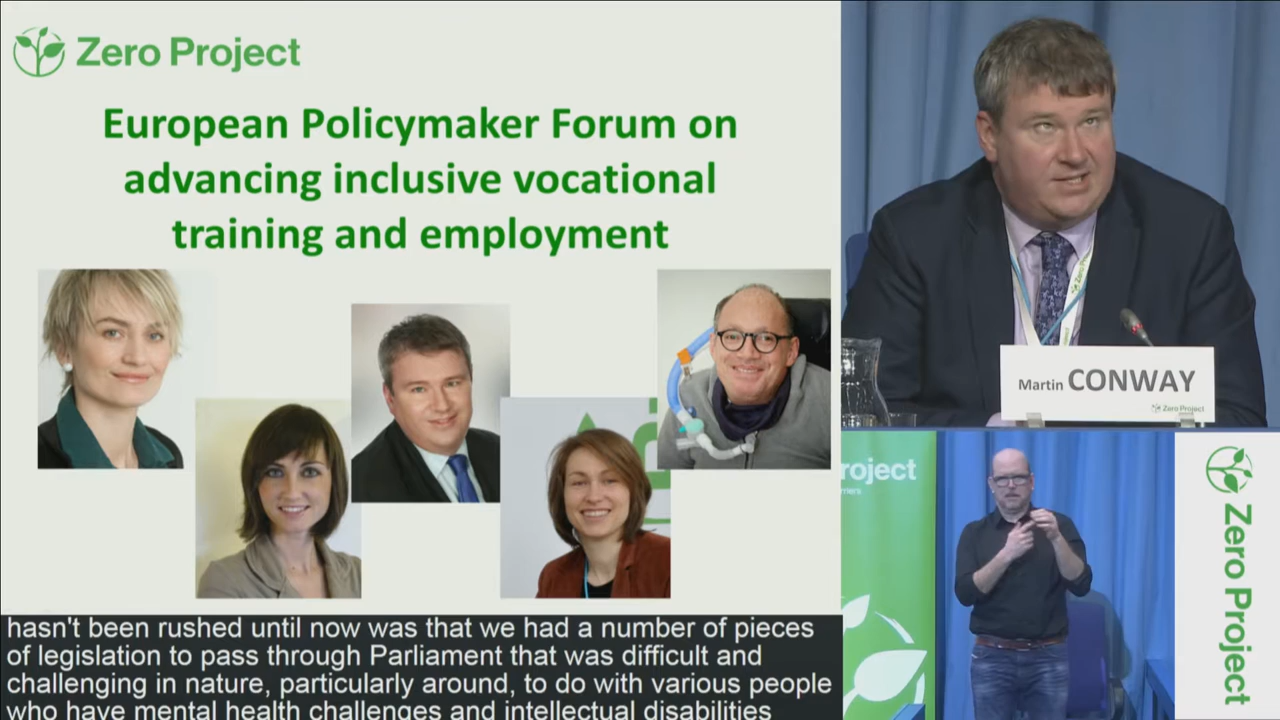 Zero Project
European Policymaker Forum on
advancing inclusive vocational
training and employment
hasn't been rushed until now was that we had a number of pieces
of legislation to pass through Parliament that was difficult and
challenging in nature, particularly around, to do with various people
who have mental health challenges and intellectual disabilities
Martin CONWAY
Zero Project
roject
Zero Project